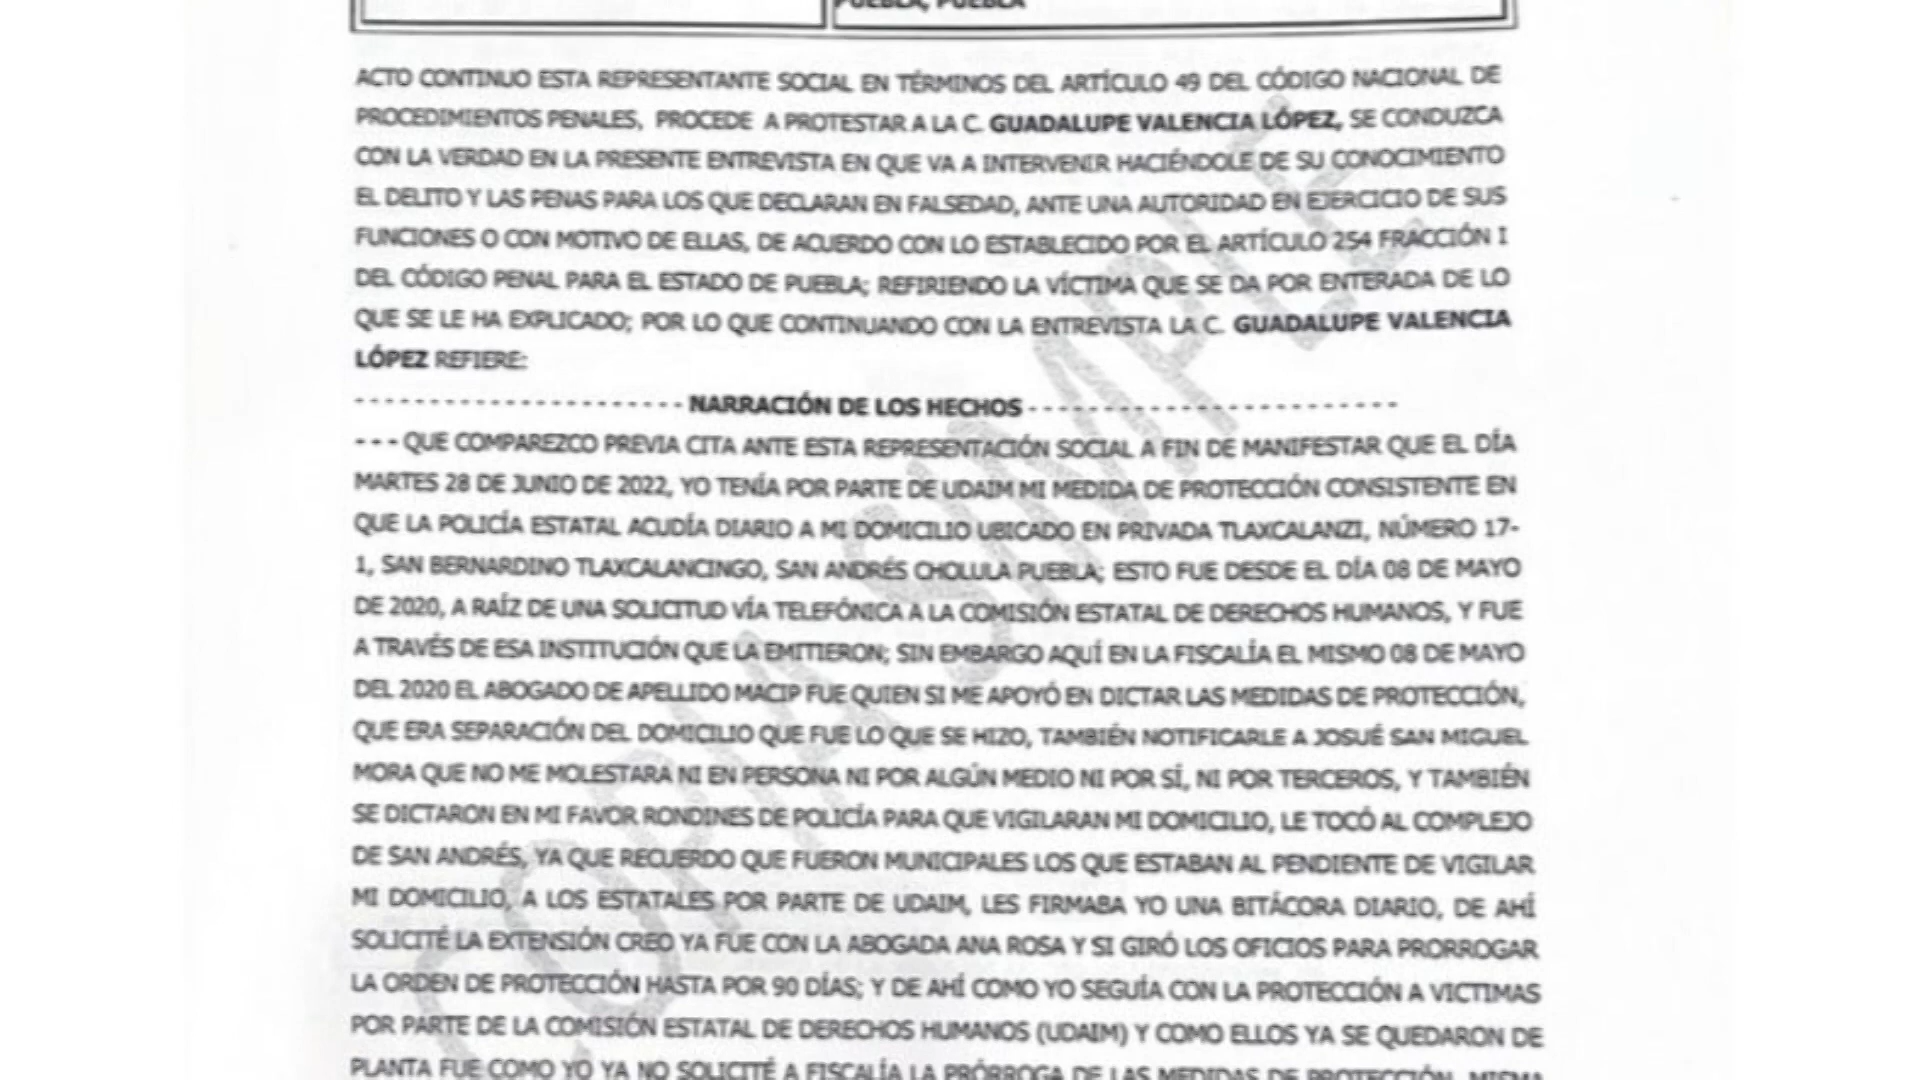 PUEBLA, PUEBLA
ACTO CONTINUO ESTA REPRESENTANTE SOCIAL EN TÉRMINOS DEL ARTÍCULO 49 DEL CÓDIGO NACIONAL DE
PROCEDIMIENTOS PENALES, PROCEDE A PROTESTAR A LA C. GUADALUPE VALENCIA LÓPEZ, SE CONDUZCA
CON LA VERDAD EN LA PRESENTE ENTREVISTA EN QUE VA A INTERVENIR HACIÉNDOLE DE SU CONOCIMIENTO
EL DELITO Y LAS PENAS PARA LOS QUE DECLARAN EN FALSEDAD, ANTE UNA AUTORIDAD EN EJERCICIO DE SUS
FUNCIONES O CON MOTIVO DE ELLAS, DE ACUERDO CON LO ESTABLECIDO POR EL ARTÍCULO 254 FRACCIÓN I
DEL CÓDIGO PENAL PARA EL ESTADO DE PUEBLA; REFIRIENDO LA VÍCTIMA QUE SE DA POR ENTERADA DE LO
QUE SE LE HA EXPLICADO; POR LO QUE CONTINUANDO CON LA ENTREVISTA LA C. GUADALUPE VALENCIA
LÓPEZ REFIERE:
- - - - - - - - - - - - - - - - - - - - - - - NARRACIÓN DE LOS HECHOS - - - - - - - - - - - - - - - - - - - - - - - - -
- - - QUE COMPAREZCO PREVIA CITA ANTE ESTA REPRESENTACIÓN SOCIAL A FIN DE MANIFESTAR QUE EL DÍA
MARTES 28 DE JUNIO DE 2022, YO TENÍA POR PARTE DE UDAIM MI MEDIDA DE PROTECCIÓN CONSISTENTE EN
QUE LA POLICÍA ESTATAL ACUDÍA DIARIO A MI DOMICILIO UBICADO EN PRIVADA TLAXCALANZI, NÚMERO 17-
1, SAN BERNARDINO TLAXCALANCINGO, SAN ANDRÉS CHOLULA PUEBLA; ESTO FUE DESDE EL DÍA 08 DE MAYO
DE 2020, A RAÍZ DE UNA SOLICITUD VÍA TELEFÓNICA A LA COMISIÓN ESTATAL DE DERECHOS HUMANOS, Y FUE
A TRAVÉS DE ESA INSTITUCIÓN QUE LA EMITIERON; SIN EMBARGO AQUÍ EN LA FISCALÍA EL MISMO 08 DE MAYO
DEL 2020 EL ABOGADO DE APELLIDO MACIP FUE QUIEN SI ME APOYÓ EN DICTAR LAS MEDIDAS DE PROTECCIÓN,
QUE ERA SEPARACIÓN DEL DOMICILIO QUE FUE LO QUE SE HIZO, TAMBIÉN NOTIFICARLE A JOSUÉ SAN MIGUEL
MORA QUE NO ME MOLESTARA NI EN PERSONA NI POR ALGÚN MEDIO NI POR SÍ, NI POR TERCEROS, Y TAMBIÉN
SE DICTARON EN MI FAVOR RONDINES DE POLICÍA PARA QUE VIGILARAN MI DOMICILIO, LE TOCÓ AL COMPLEJO
DE SAN ANDRÉS, YA QUE RECUERDO QUE FUERON MUNICIPALES LOS QUE ESTABAN AL PENDIENTE DE VIGILAR
MI DOMICILIO, A LOS ESTATALES POR PARTE DE UDAIM, LES FIRMABA YO UNA BITÁCORA DIARIO, DE AHÍ
SOLICITÉ LA EXTENSIÓN CREO YA FUE CON LA ABOGADA ANA ROSA Y SI GIRÓ LOS OFICIOS PARA PRORROGAR
LA ORDEN DE PROTECCIÓN HASTA POR 90 DÍAS; Y DE AHÍ COMO YO SEGUÍA CON LA PROTECCIÓN A VICTIMAS
POR PARTE DE LA COMISIÓN ESTATAL DE DERECHOS HUMANOS (UDAIM) Y COMO ELLOS YA SE QUEDARON DE
PLANTA FUE COMO YO YA NO SOLICITÉ A FISCALÍA LA PRÓRROGA DE LAS MEDIDAS DE PROTECCIÓN, MISMA
COPIA SIMPLE